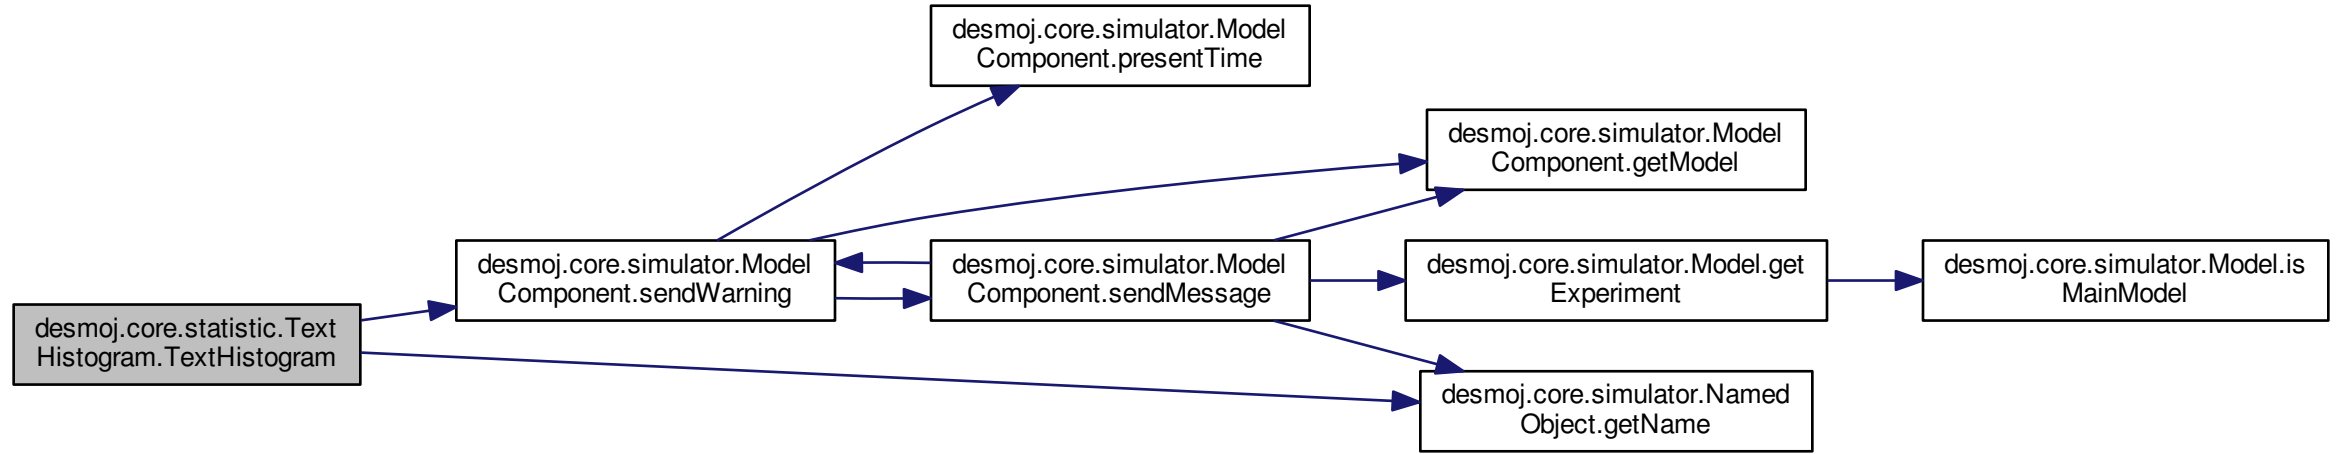 desmoj.core.simulator.Model
Component.presentTime
desmoj.core.simulator.Model
Component.getModel
desmoj.core.simulator.Model
Component.sendWarning
desmoj.core.simulator.Model
Component.sendMessage
desmoj.core.simulator.Model.get
Experiment
desmoj.core.simulator.Model.is
MainModel
desmoj.core.statistic.Text
Histogram.TextHistogram
desmoj.core.simulator.Named
Object.getName